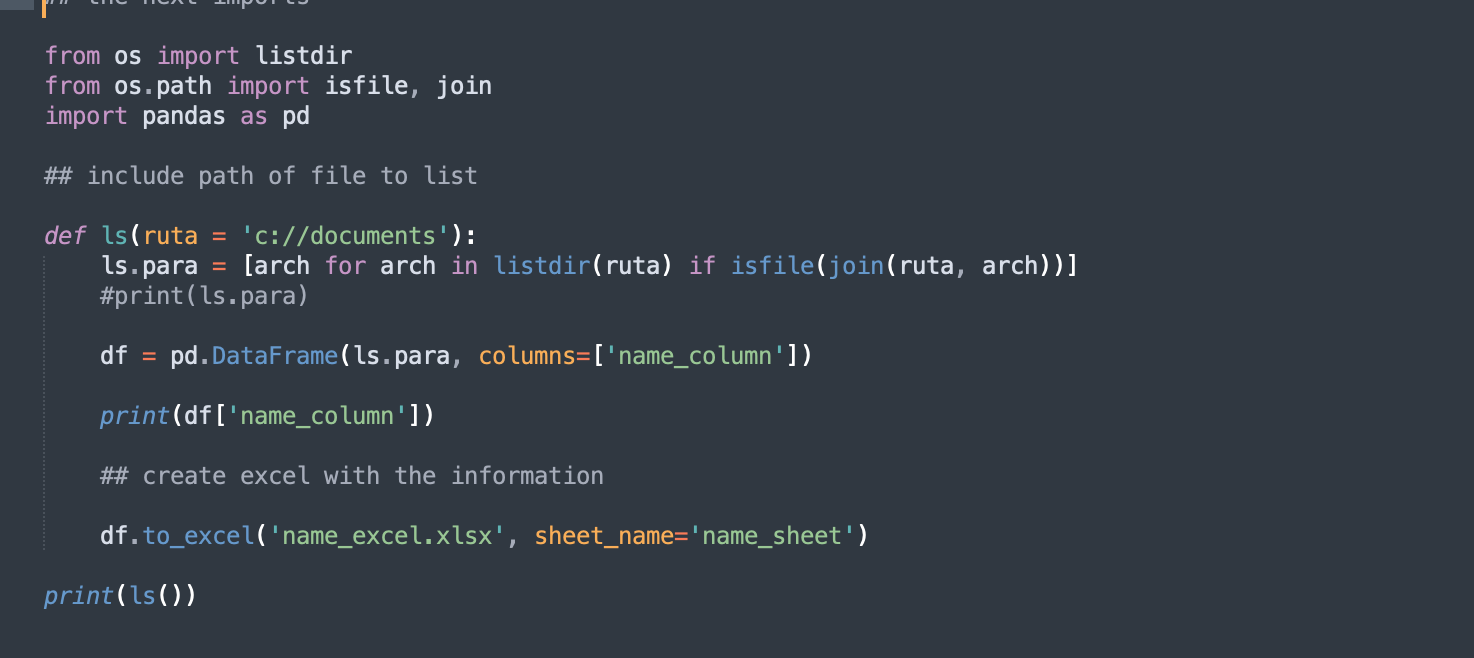 ## the next imports
from os import listdir
from os.path import isfile, join
import pandas as pd
## include path of file to list
def ls(ruta = 'c://documents'):
ls.para = [arch for arch in listdir(ruta) if isfile(join(ruta, arch))]
#print(ls.para)
df = pd.DataFrame(ls.para, columns=['name_column'])
print(df['name_column'])
## create excel with the information
df.to_excel('name_excel.xlsx', sheet_name='name_sheet')
print(ls())